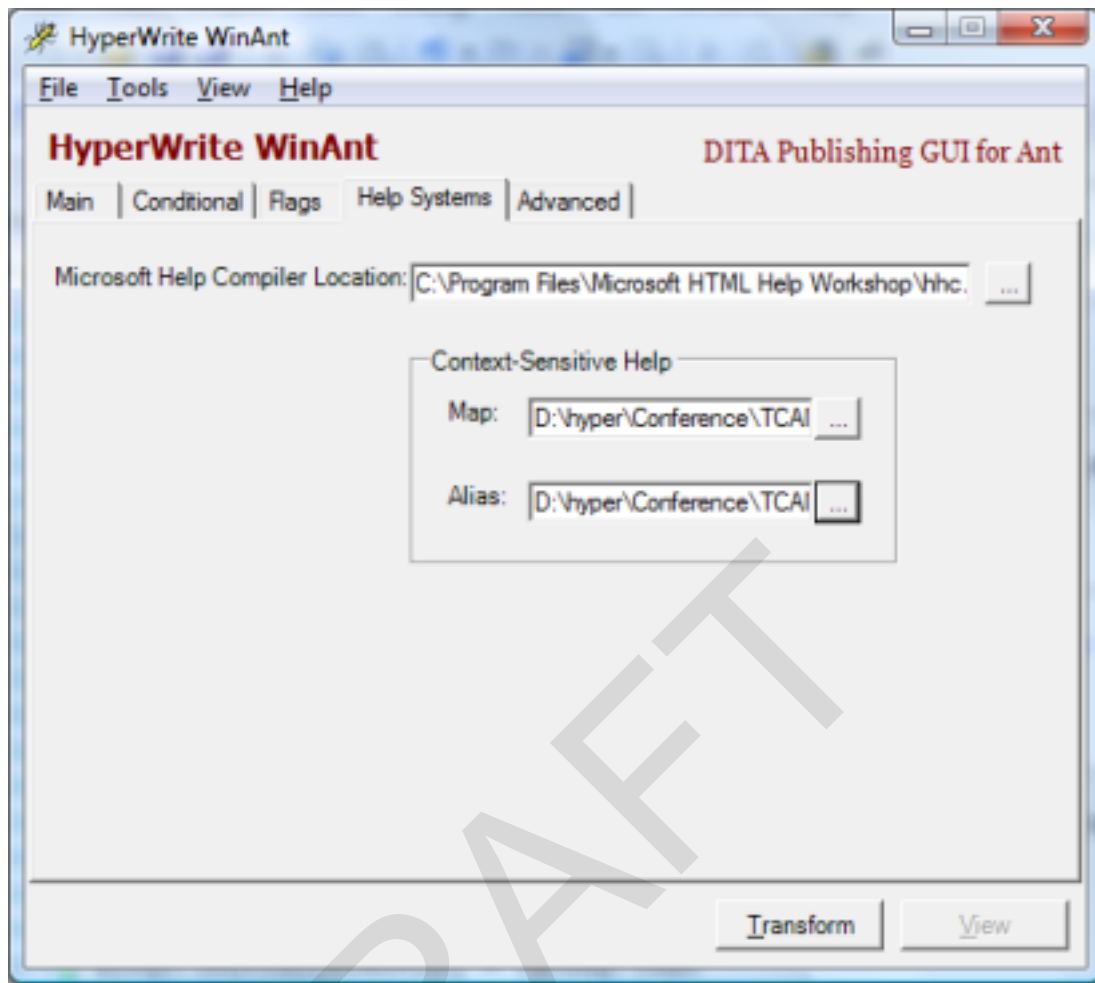 HyperWrite WinAnt
File Tools View Help
HyperWrite WinAnt DITA Publishing GUI for Ant
Main Conditional Flags Help Systems Advanced
Microsoft Help Compiler Location: C:\Program Files\Microsoft HTML Help Workshop\hhc. ...
Context-Sensitive Help
Map: D:\hyper\Conference\TCAI ...
Alias: D:\hyper\Conference\TCAI ...
RAFT
Transform View